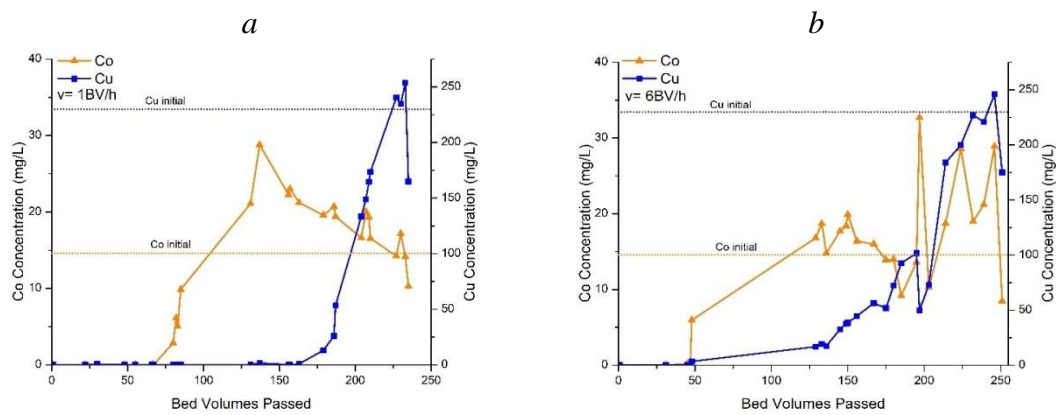 a
b
Co
Cu
v= 1BV/h
Cu initial
Co initial
Co Concentration (mg/L)
0
10
20
30
40
Cu Concentration (mg/L)
0
50
100
150
200
250
0 50 100 150 200 250
Bed Volumes Passed
Co
Cu
v= 6BV/h
Cu initial
Co initial
Co Concentration (mg/L)
0
10
20
30
40
Cu Concentration (mg/L)
0
50
100
150
200
250
0 50 100 150 200 250
Bed Volumes Passed